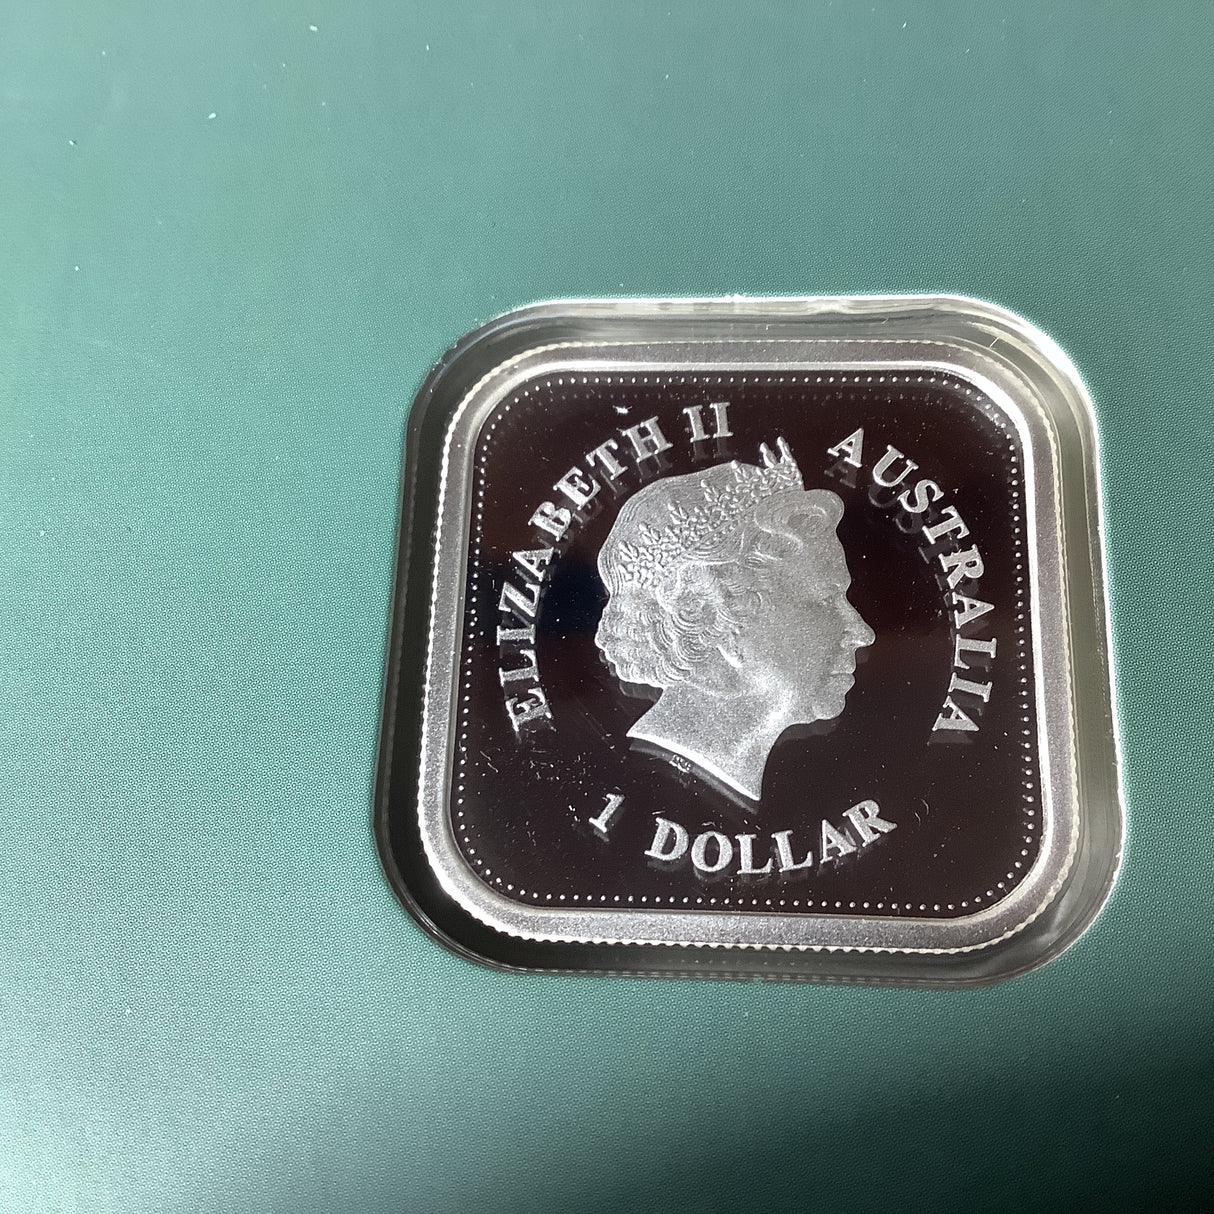 ELIZABETH II
AUSTRALIA
1 DOLLAR